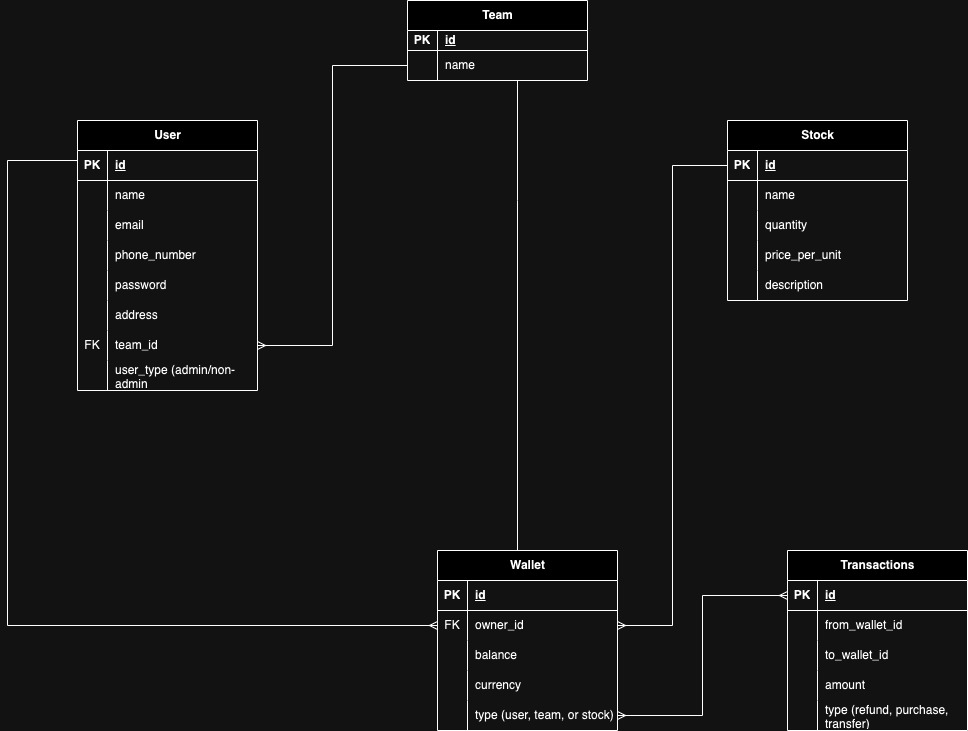 Team
PK id
name
User
PK id
name
email
phone_number
password
address
FK team_id
user_type (admin/non-
admin
Stock
PK id
name
quantity
price_per_unit
description
Wallet
PK id
FK owner_id
balance
currency
type (user, team, or stock)
Transactions
PK id
from_wallet_id
to_wallet_id
amount
type (refund, purchase,
transfer)